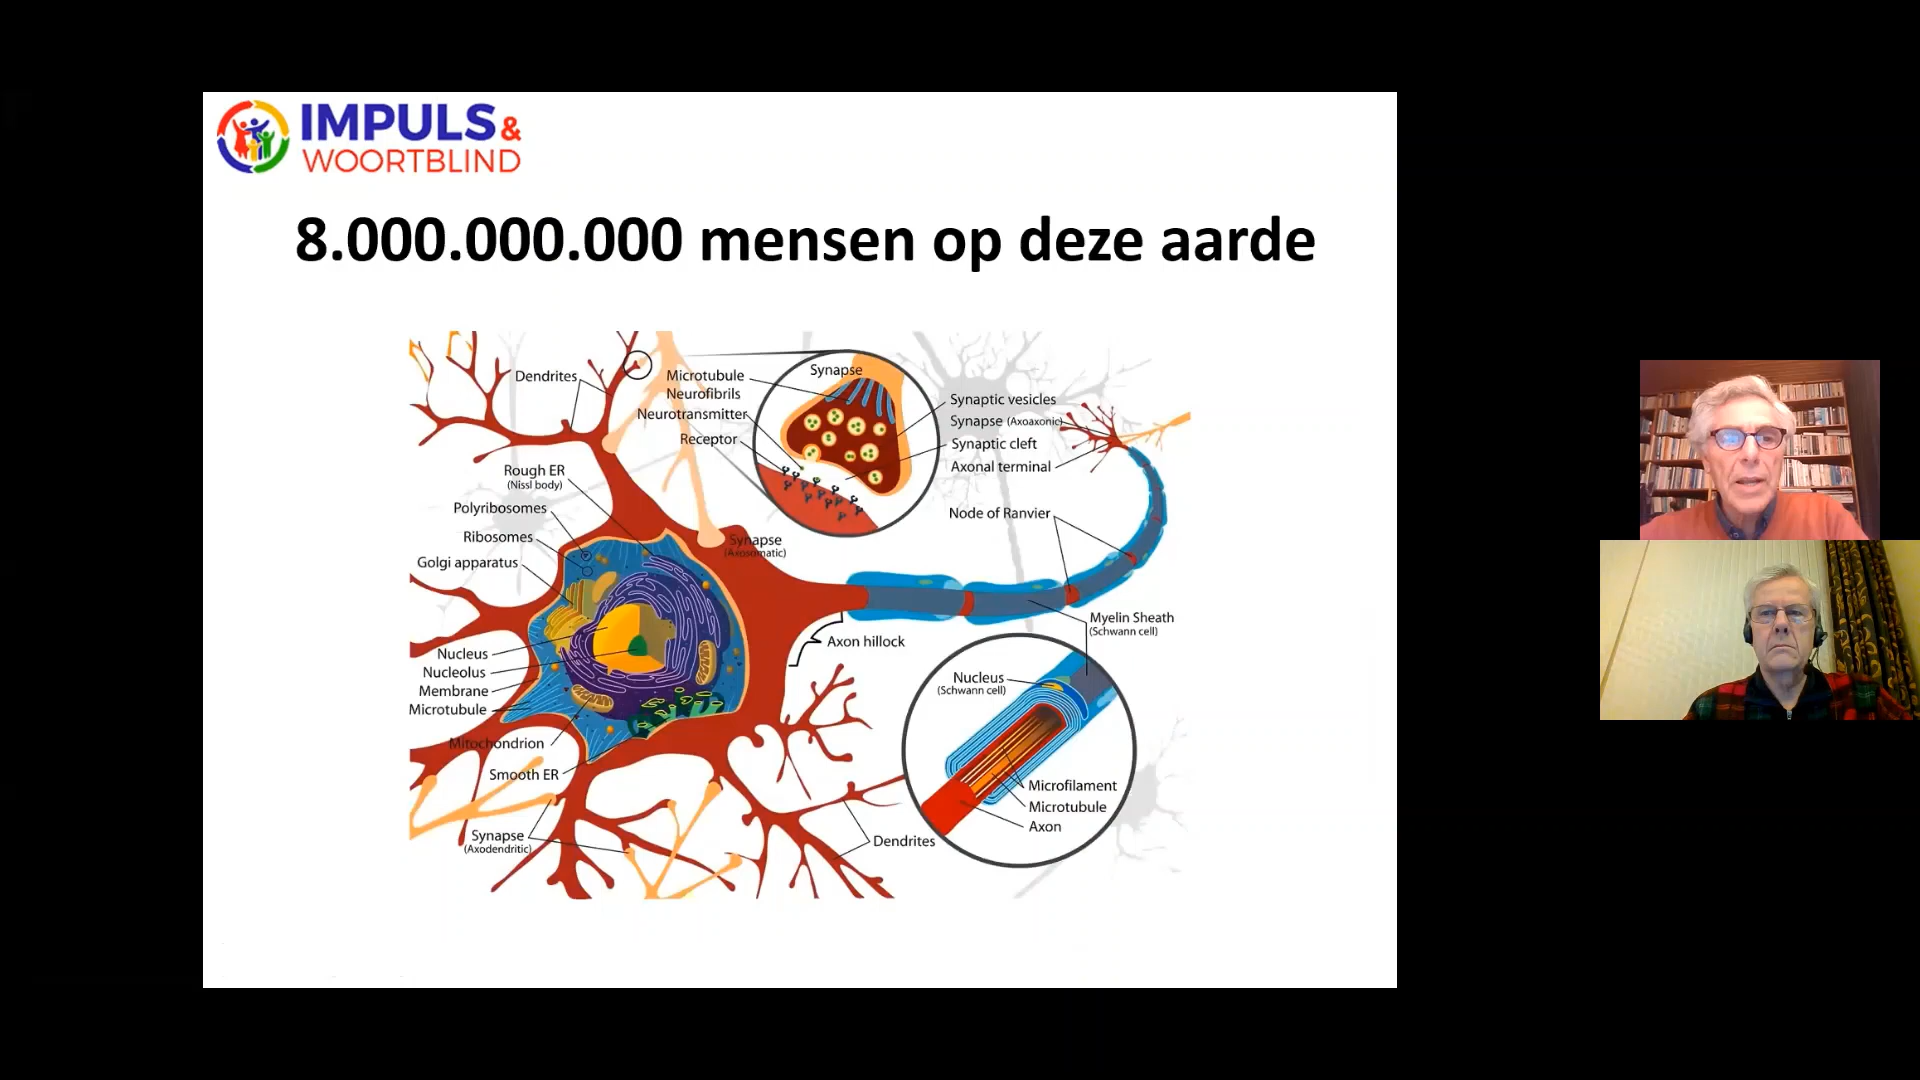 IMPULS &
WOORTBLIND
8.000.000.000 mensen op deze aarde
Dendrites
Microtubule
Neurofibrils
Neurotransmitter
Receptor
Synapse
Synaptic vesicles
Synapse (Axoaxonic)
Synaptic cleft
Axonal terminal
Rough ER
(Nissl body)
Polyribosomes
Ribosomes
Golgi apparatus
Synapse
(Axosomatic)
Node of Ranvier
Nucleus
Nucleolus
Membrane
Microtubule
Mitochondrion
Smooth ER
Synapse
(Axodendritic)
Axon hillock
Myelin Sheath
(Schwann cell)
Nucleus
(Schwann cell)
Microfilament
Microtubule
Axon
Dendrites